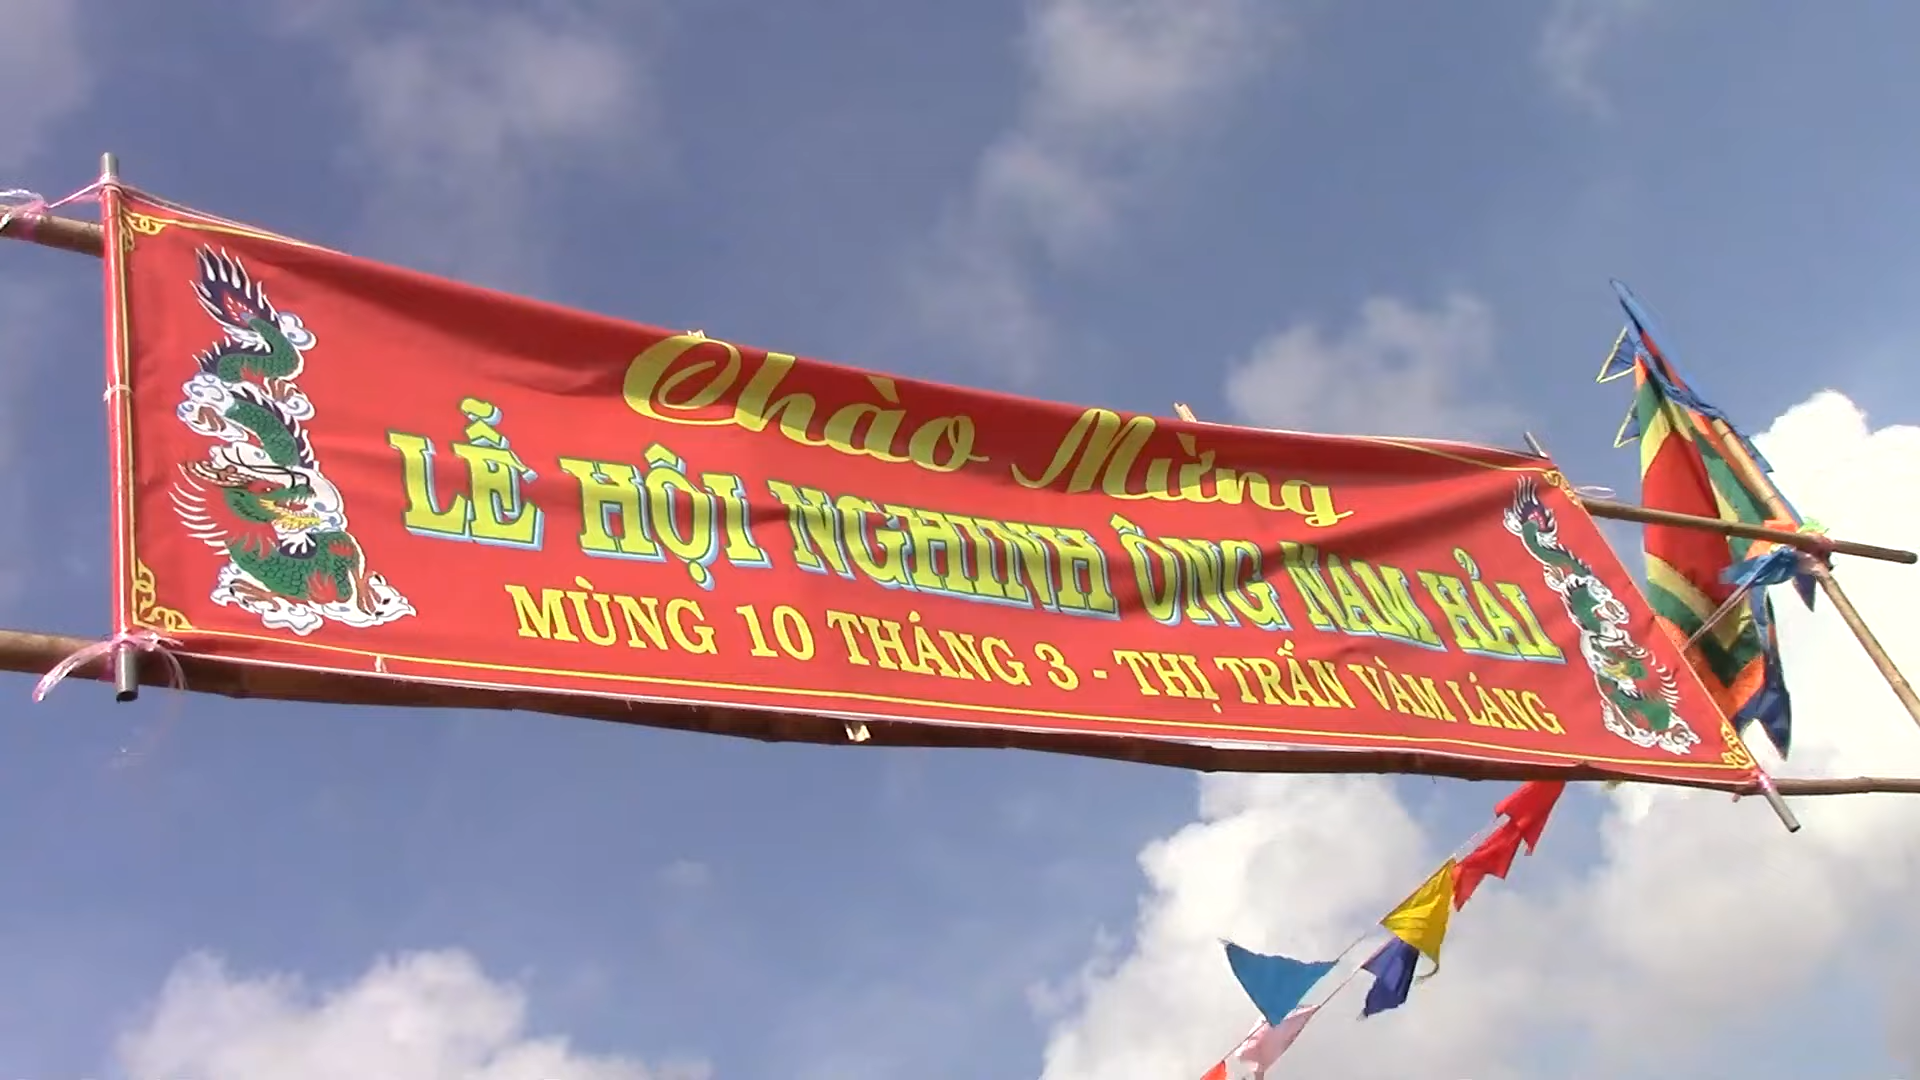 Chào Mừng
LỄ HỘI NGHINH ÔNG NAM HẢI
MÙNG 10 THÁNG 3 - THỊ TRẤN VÀM LÁNG